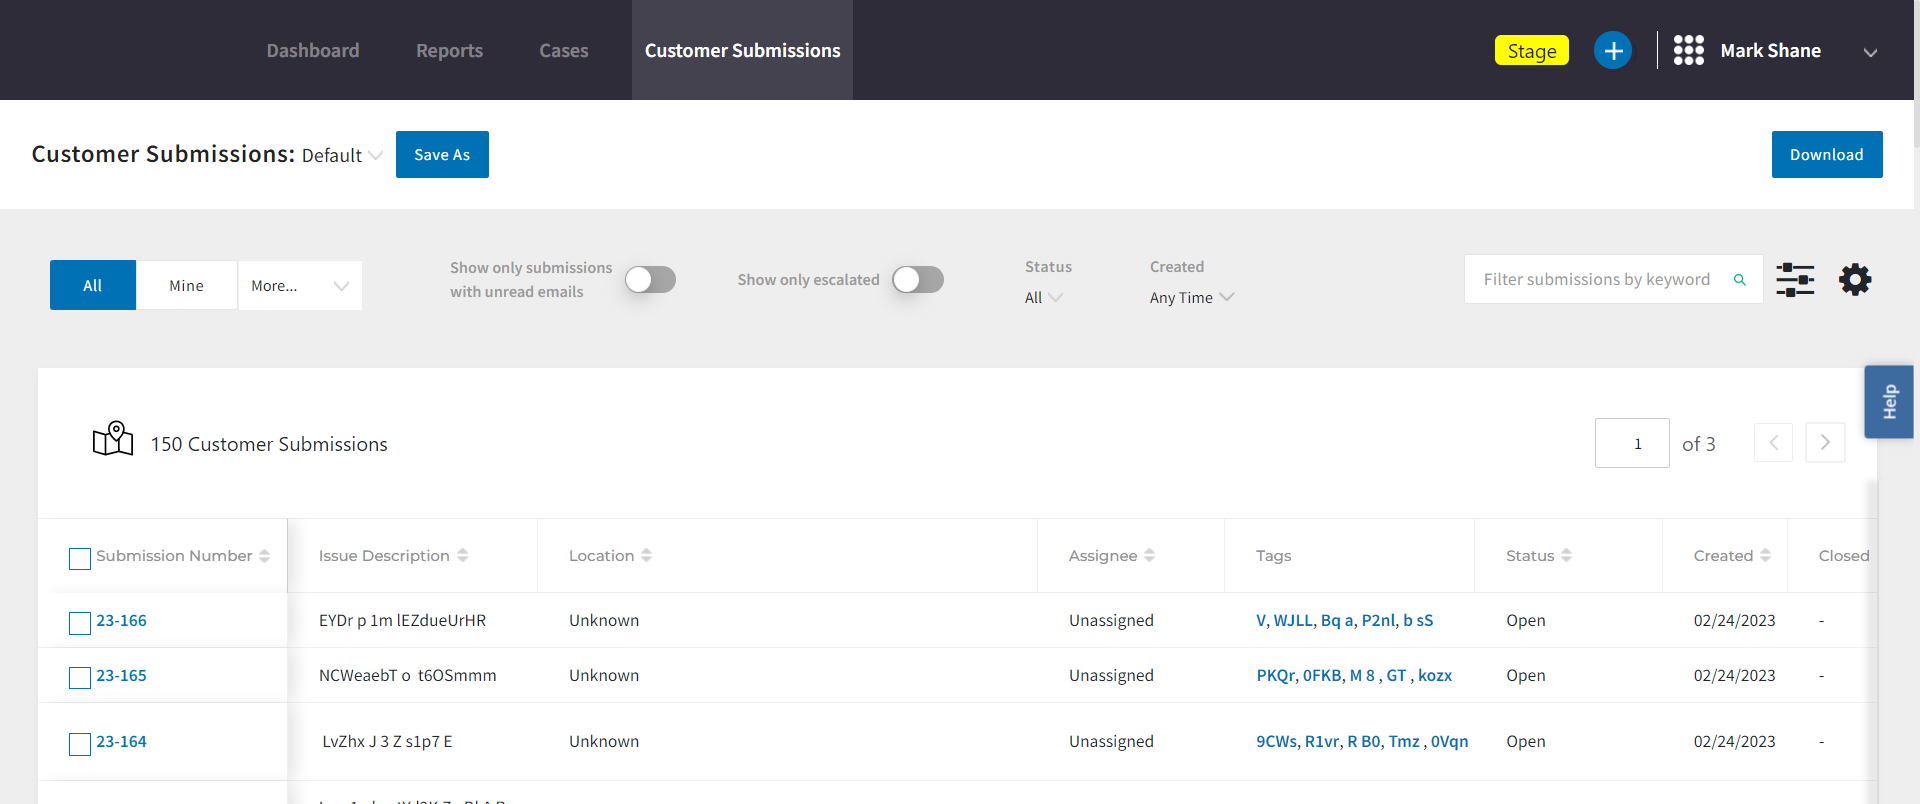 Dashboard Reports Cases Customer Submissions Stage Mark Shane
Customer Submissions: Default Save As Download
All Mine More...
Show only submissions
with unread emails
Show only escalated
Status
All
Created
Any Time
Filter submissions by keyword
Help
150 Customer Submissions 1 of 3
Submission Number Issue Description Location Assignee Tags Status Created Closed
23-166 EYDr p 1m lEZdueUrHR Unknown Unassigned V, WJLL, Bq a, P2nl, b sS Open 02/24/2023 -
23-165 NCWeaebT o t6OSmmm Unknown Unassigned PKQr, 0FKB, M 8 , GT , kozx Open 02/24/2023 -
23-164 LvZhx J 3 Z s1p7 E Unknown Unassigned 9CWs, R1vr, R B0, Tmz , 0Vqn Open 02/24/2023 -